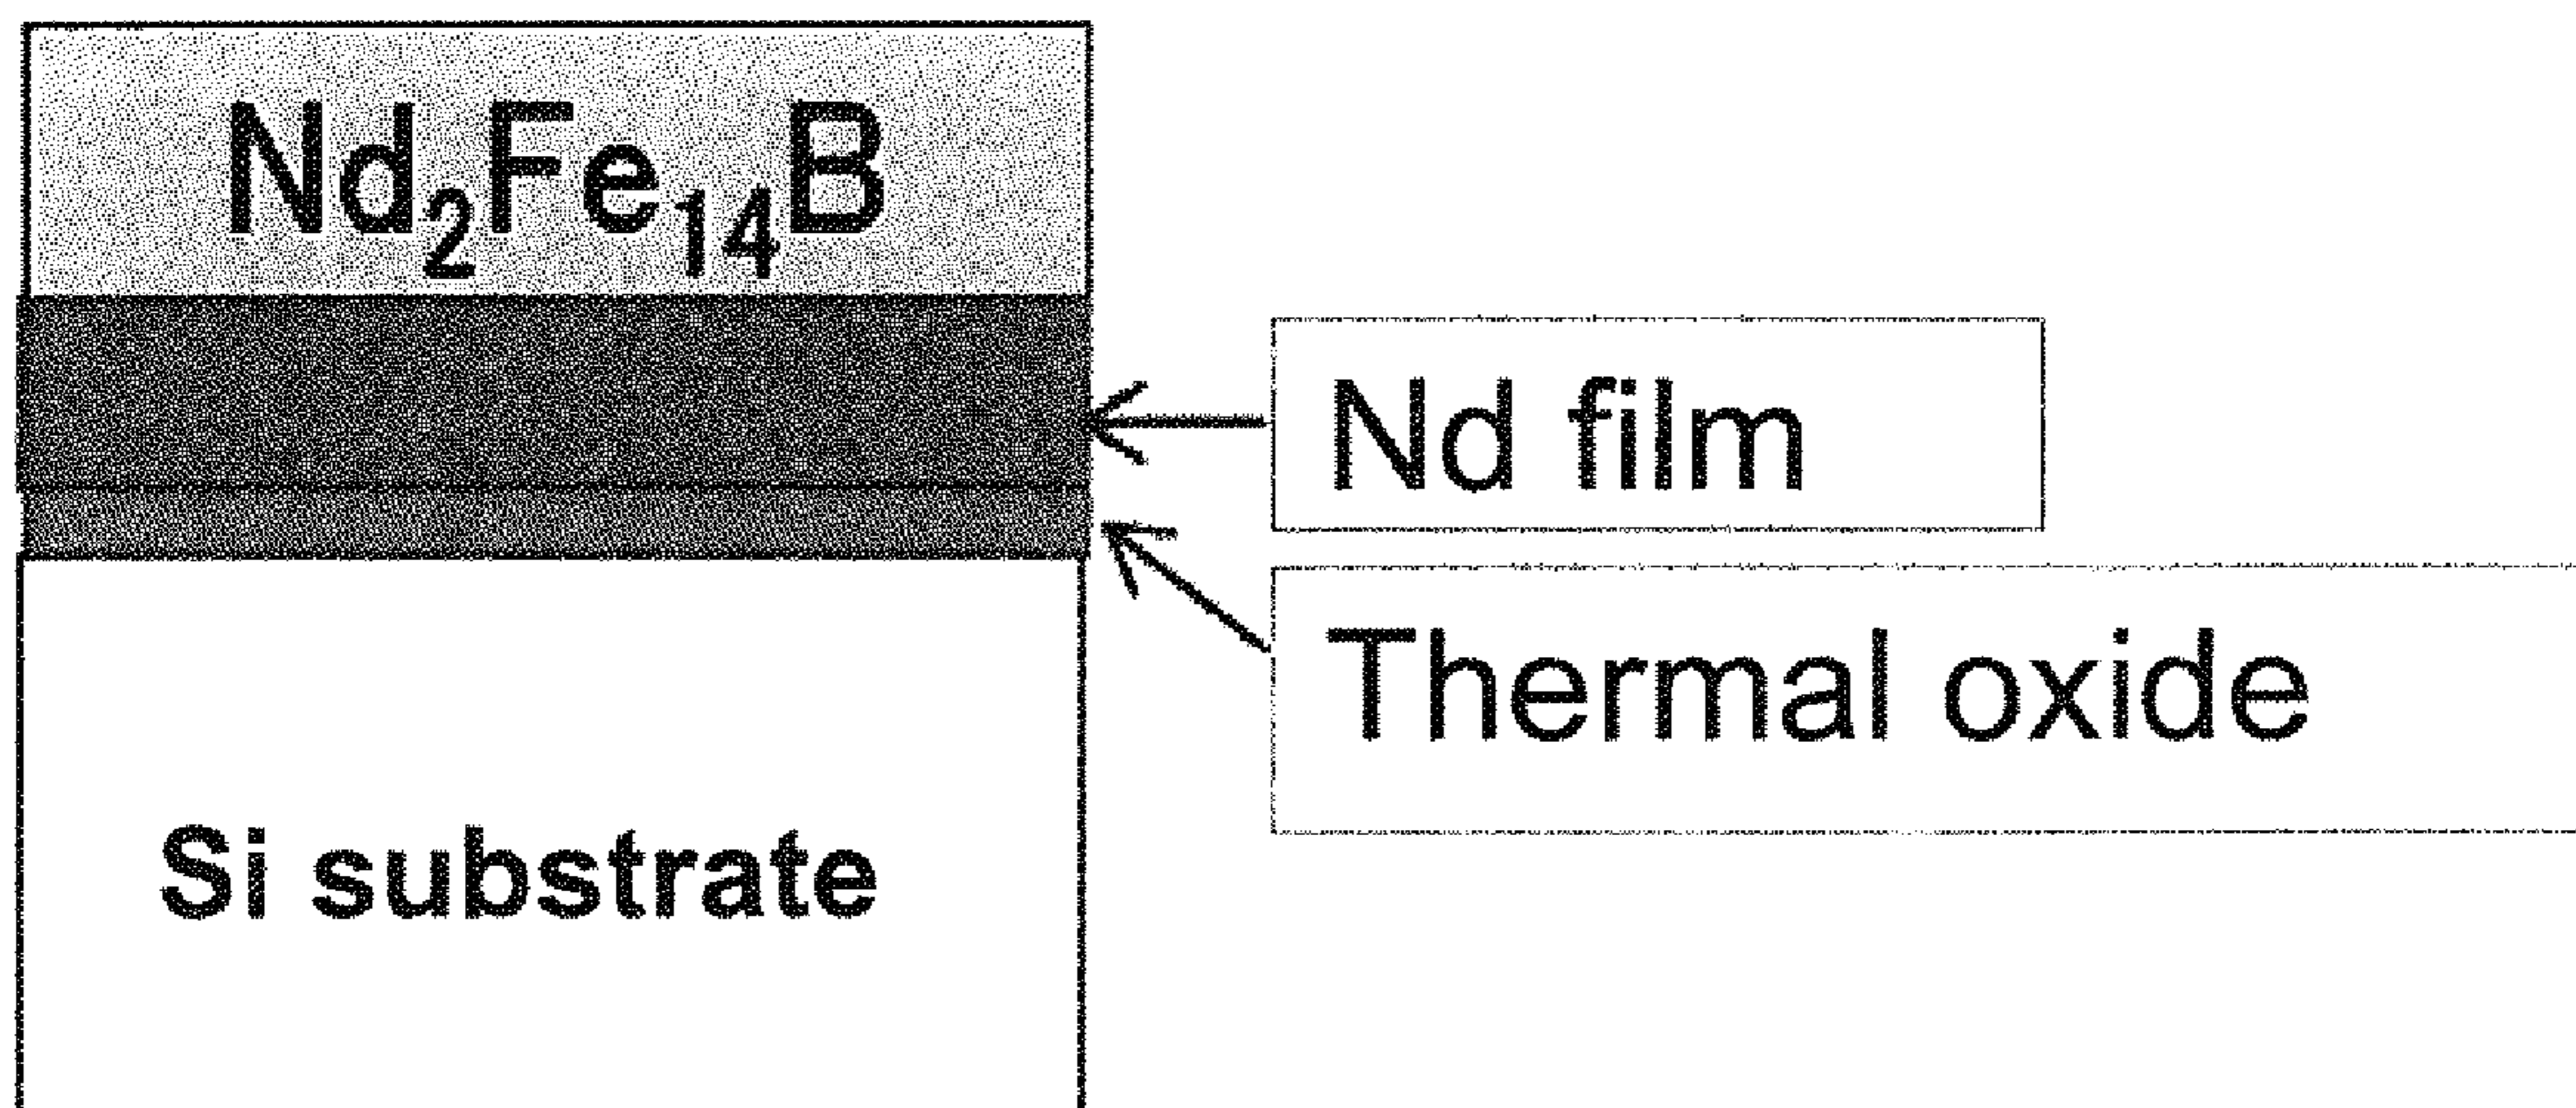 Nd₂Fe₁₄B
Nd film
Thermal oxide
Si substrate